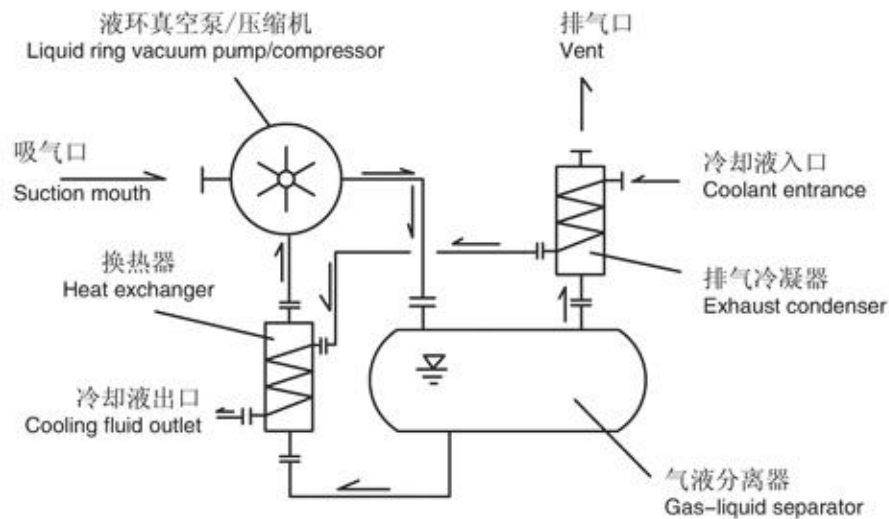 液环真空泵/压缩机
Liquid ring vacuum pump/compressor
排气口
Vent
吸气口
Suction mouth
冷却液入口
Coolant entrance
换热器
Heat exchanger
排气冷凝器
Exhaust condenser
冷却液出口
Cooling fluid outlet
气液分离器
Gas-liquid separator